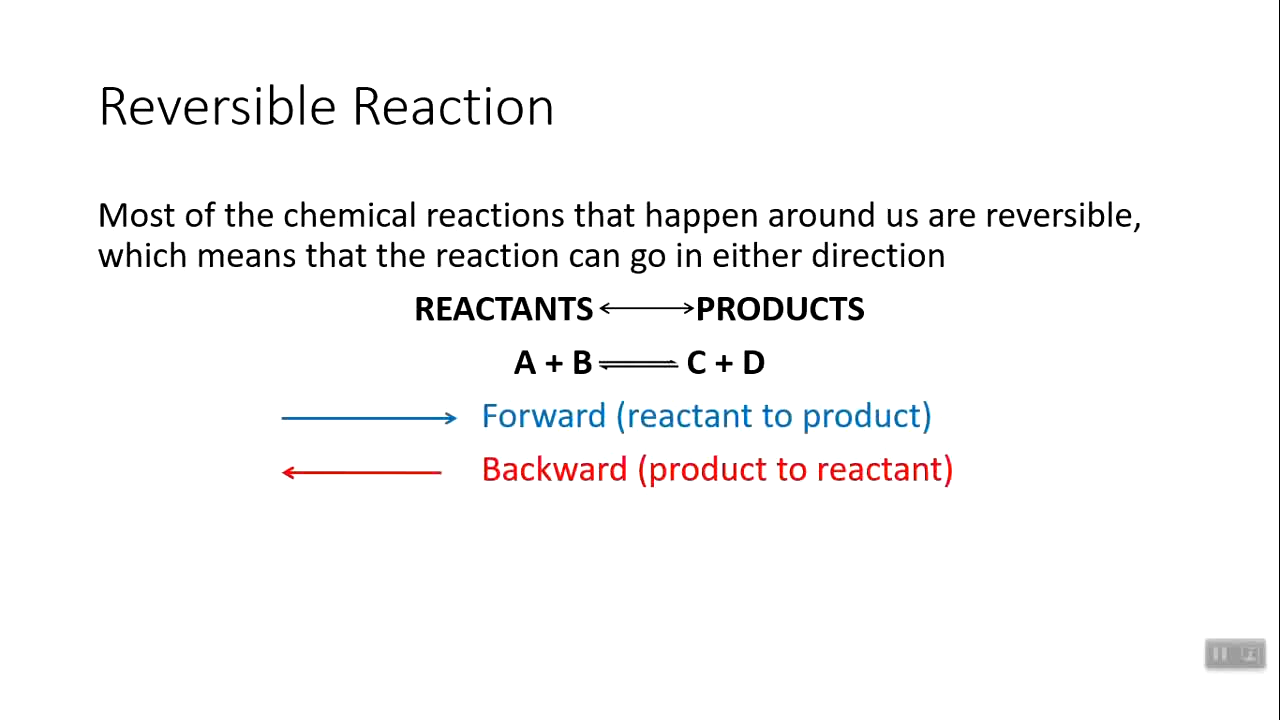 Reversible Reaction
Most of the chemical reactions that happen around us are reversible,
which means that the reaction can go in either direction
REACTANTS ⟷ PRODUCTS
A + B ⇌ C + D
Forward (reactant to product)
Backward (product to reactant)